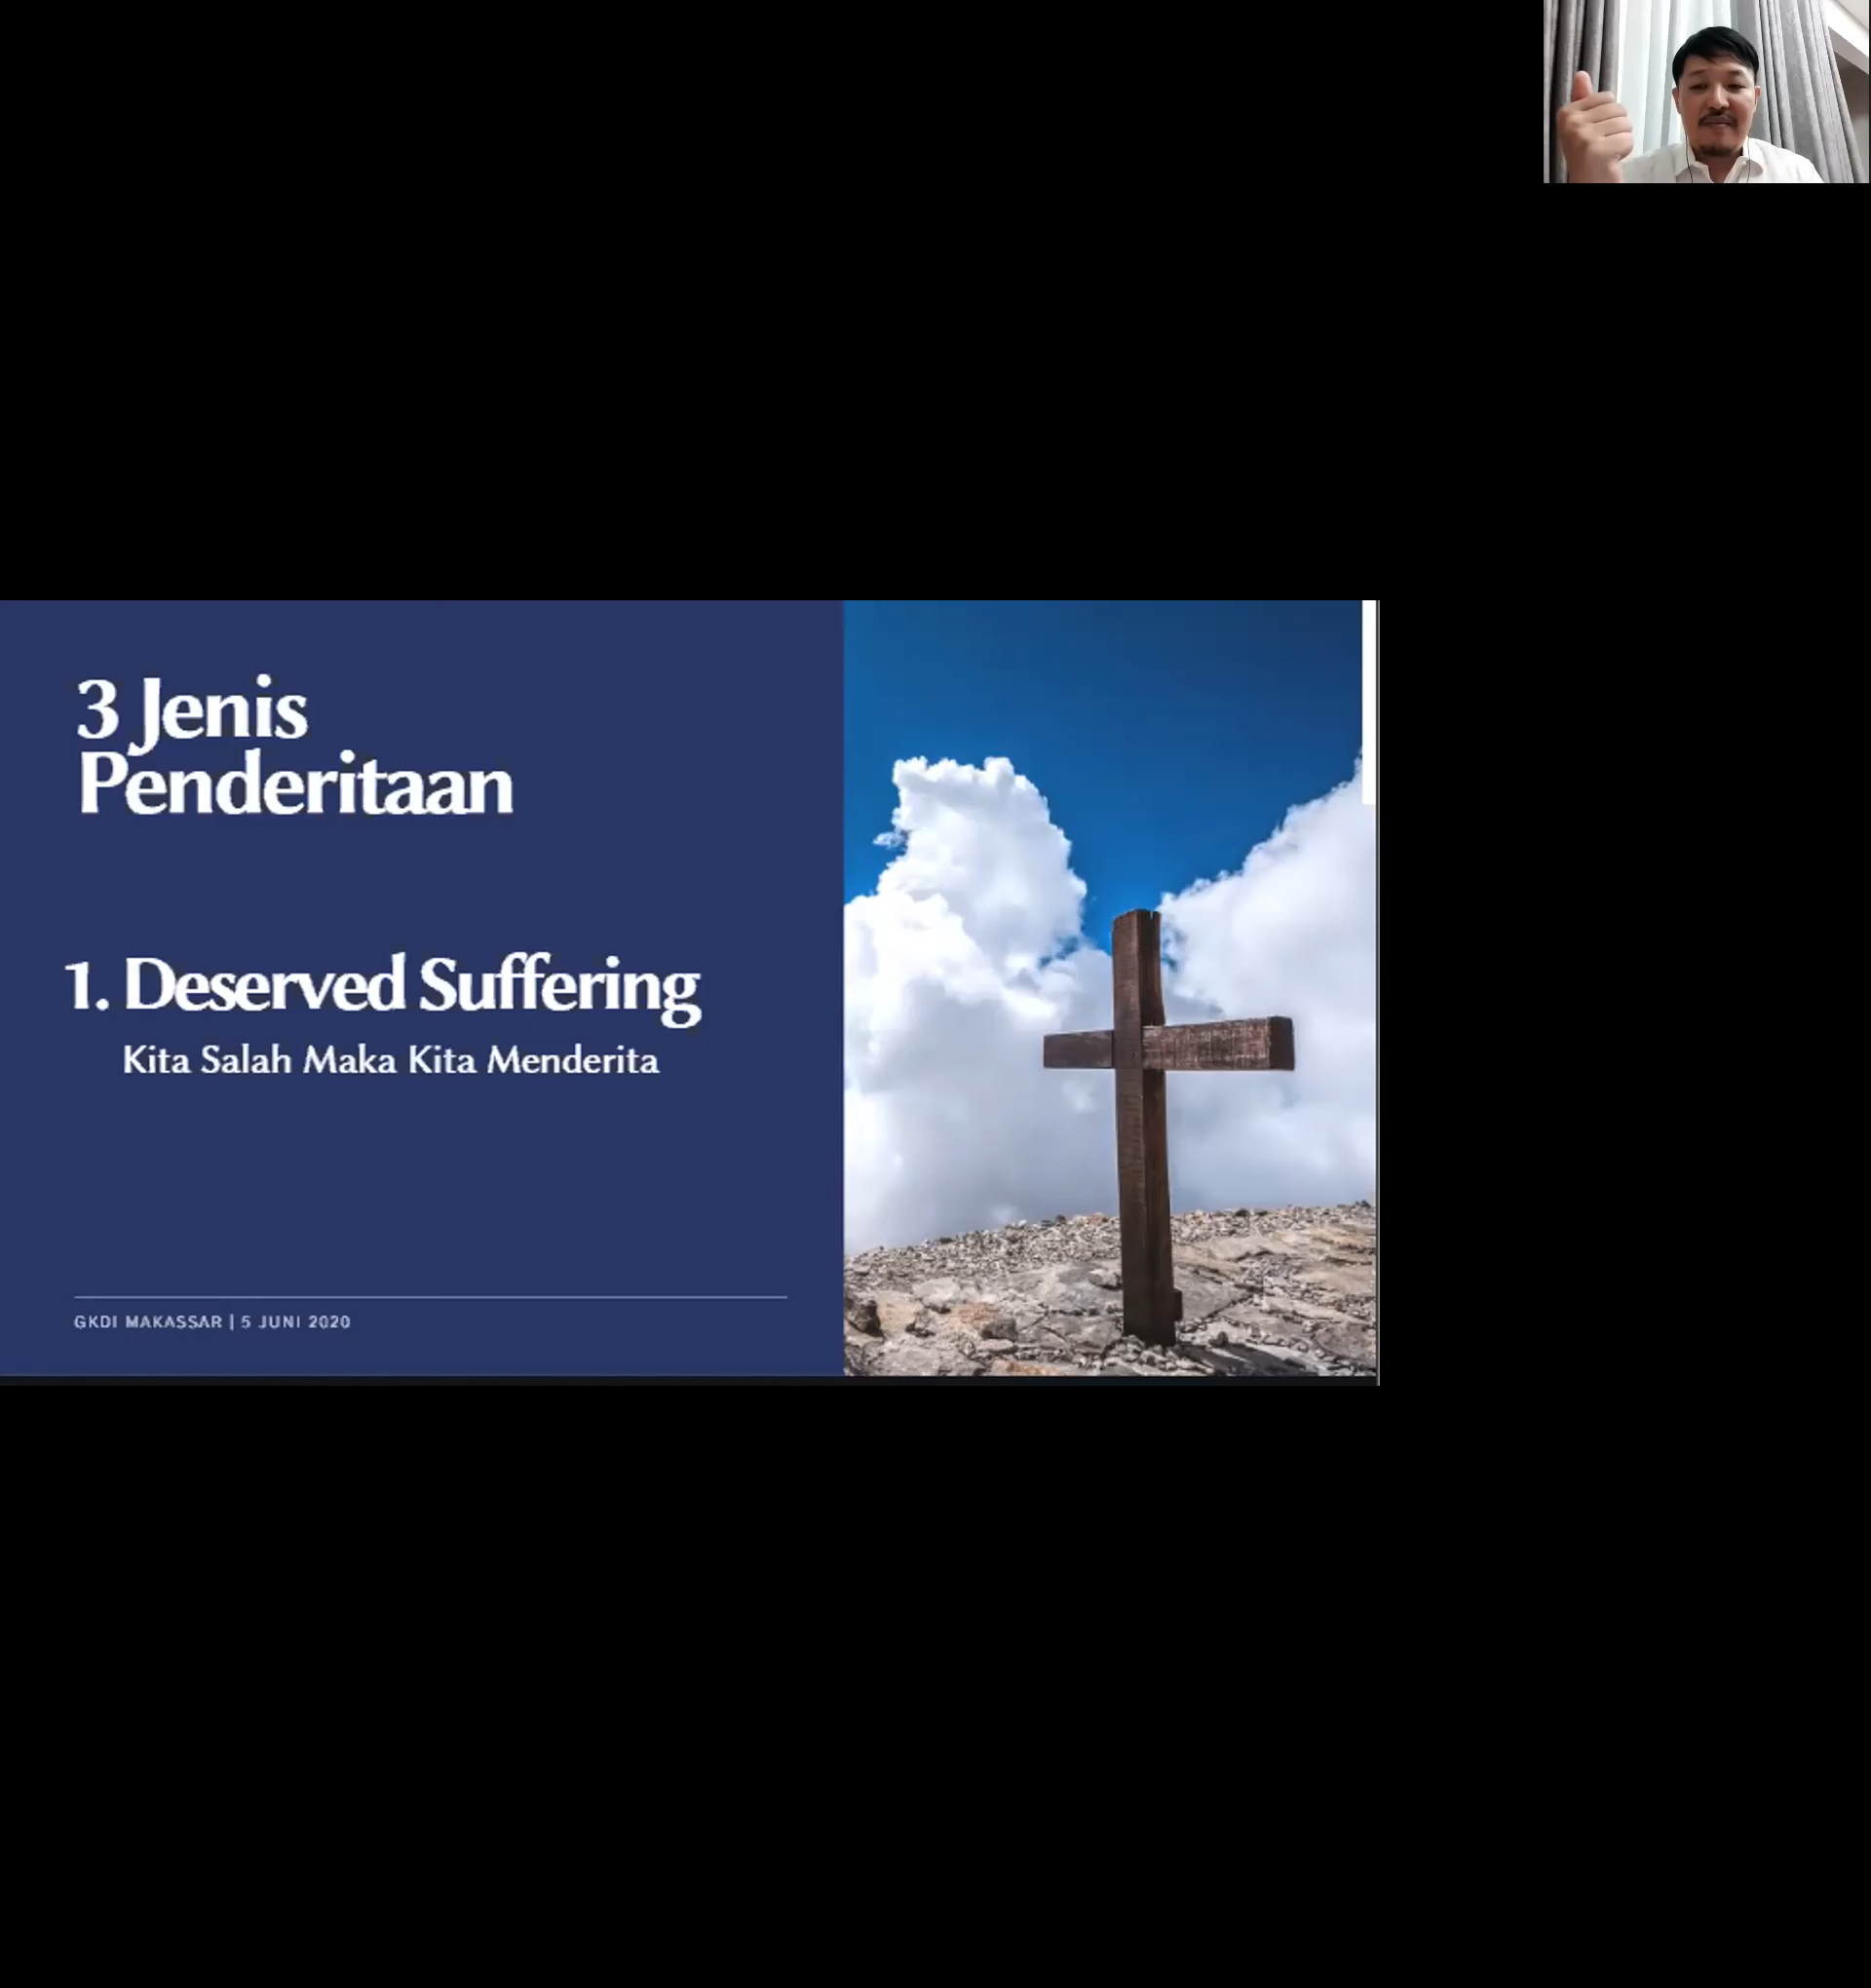 3 Jenis
Penderitaan
1. Deserved Suffering
Kita Salah Maka Kita Menderita
GKDI MAKASSAR | 5 JUNI 2020